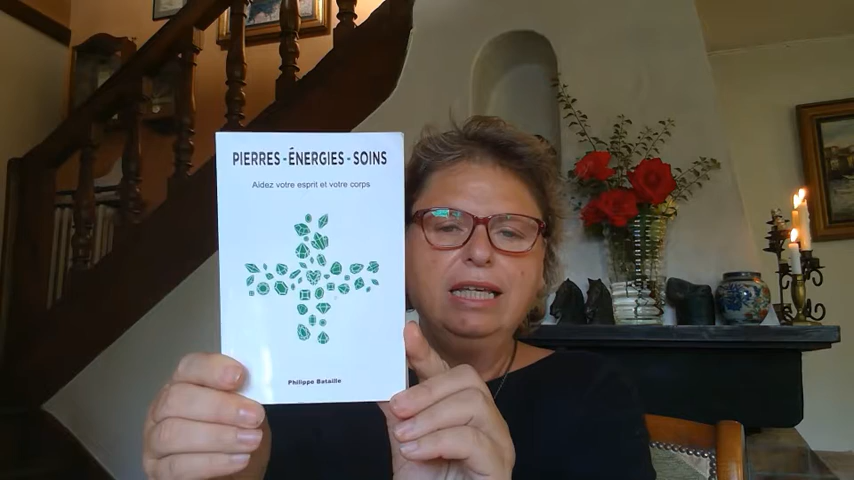 PIERRES - ÉNERGIES - SOINS
Aidez votre esprit et votre corps
Philippe Bataille